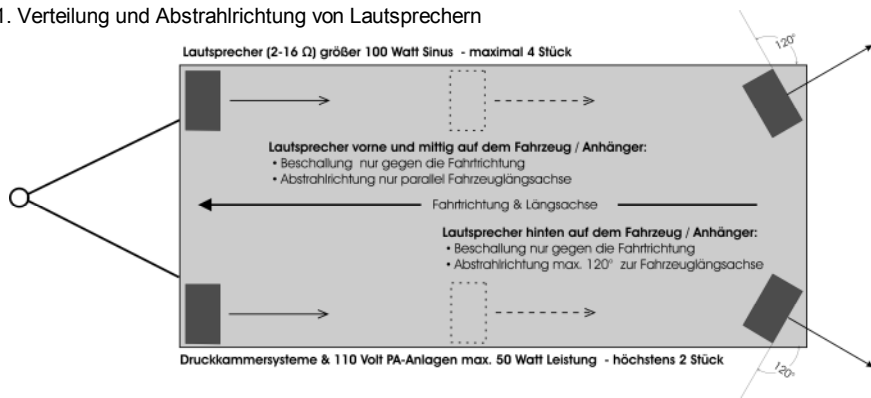 1. Verteilung und Abstrahlrichtung von Lautsprechern
120°
Lautsprecher (2-16 Ω) größer 100 Watt Sinus - maximal 4 Stück
Lautsprecher vorne und mittig auf dem Fahrzeug / Anhänger:
• Beschallung nur gegen die Fahrtrichtung
• Abstrahlrichtung nur parallel Fahrzeuglängsachse
Fahrtrichtung & Längsachse
Lautsprecher hinten auf dem Fahrzeug / Anhänger:
• Beschallung nur gegen die Fahrtrichtung
• Abstrahlrichtung max. 120° zur Fahrzeuglängsachse
Druckkammersysteme & 110 Volt PA-Anlagen max. 50 Watt Leistung - höchstens 2 Stück
120°